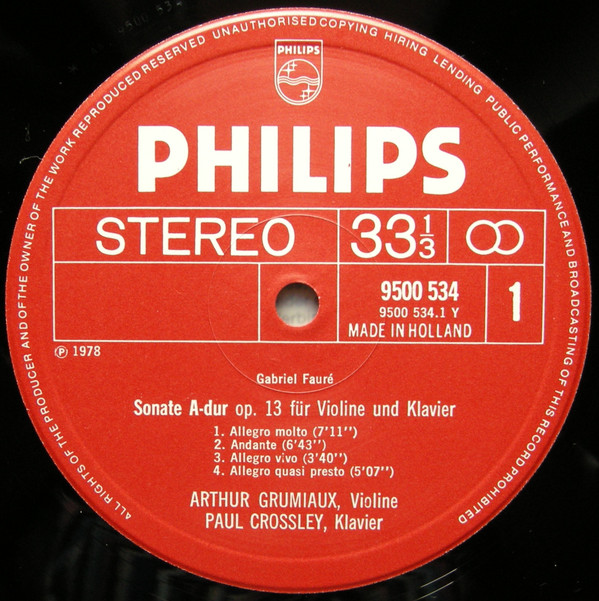 ALL RIGHTS OF THE PRODUCER AND OF THE OWNER OF THE WORK REPRODUCED RESERVED UNAUTHORISED COPYING HIRING LENDING PUBLIC PERFORMANCE AND BROADCASTING OF THIS RECORD PROHIBITED
PHILIPS
PHILIPS
STEREO 33 1/3
9500 534
9500 534.1 Y
MADE IN HOLLAND
1
Ⓟ 1978
Gabriel Fauré
Sonate A-dur op. 13 für Violine und Klavier
1. Allegro molto (7'11'')
2. Andante (6'43'')
3. Allegro vivo (3'40'')
4. Allegro quasi presto (5'07'')
ARTHUR GRUMIAUX, Violine
PAUL CROSSLEY, Klavier